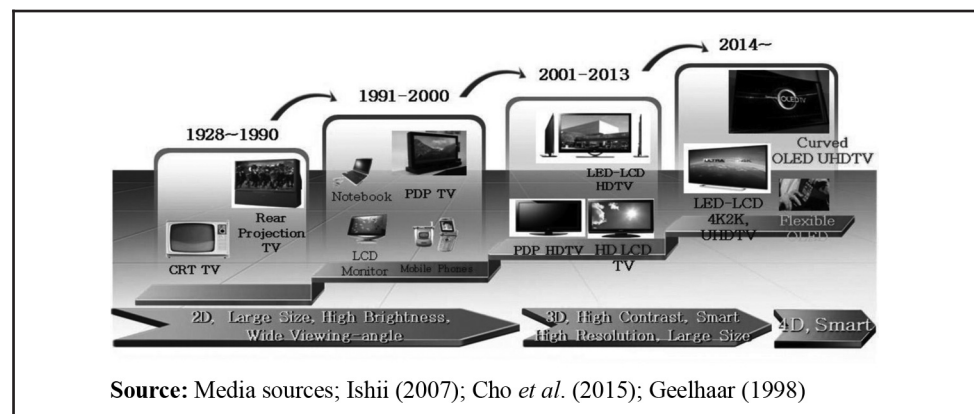 2014~
2001-2013
1991-2000
1928~1990
CRT TV
Rear
Projection
TV
Notebook
PDP TV
LCD
Monitor
Mobile Phones
LED-LCD
HDTV
PDP HDTV
HD LCD
TV
OLED TV
Curved
OLED UHDTV
ULTRA
LED-LCD
4K2K,
UHDTV
Flexible
OLED
2D, Large Size, High Brightness,
Wide Viewing-angle
3D, High Contrast, Smart
High Resolution, Large Size
4D, Smart
Source: Media sources; Ishii (2007); Cho et al. (2015); Geelhaar (1998)